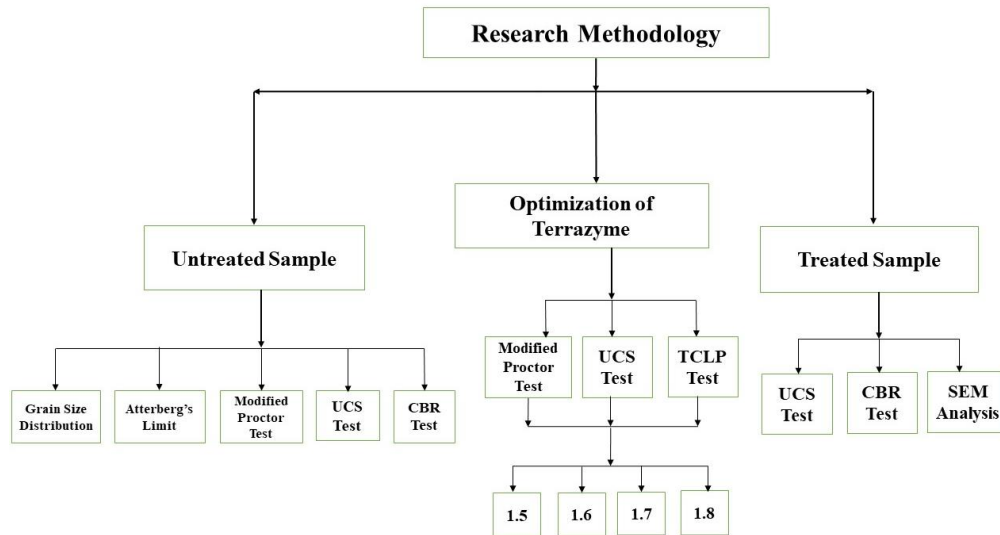 Research Methodology
Untreated Sample
Optimization of
Terrazyme
Treated Sample
Grain Size
Distribution
Atterberg's
Limit
Modified
Proctor
Test
UCS
Test
CBR
Test
Modified
Proctor
Test
UCS
Test
TCLP
Test
1.5
1.6
1.7
1.8
UCS
Test
CBR
Test
SEM
Analysis